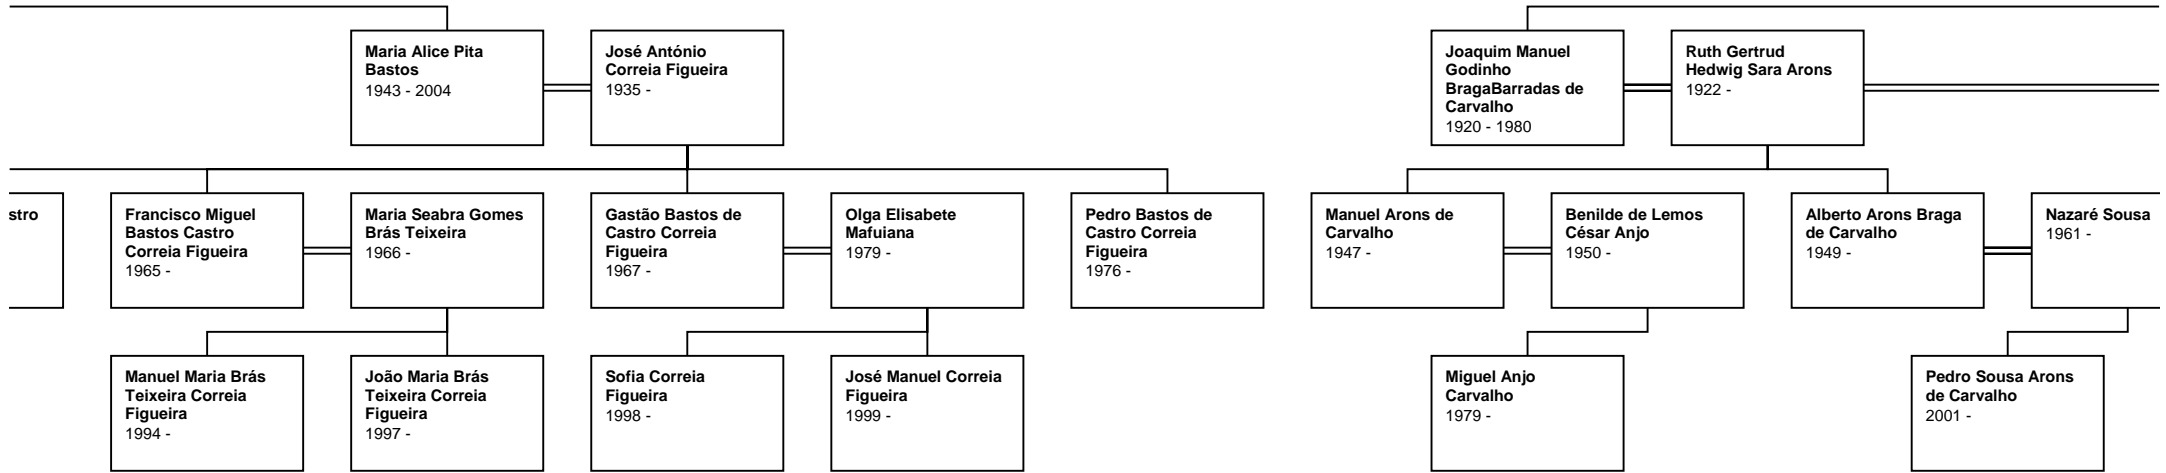 Maria Alice Pita
Bastos
1943 - 2004
José António
Correia Figueira
1935 -
Joaquim Manuel
Godinho
BragaBarradas de
Carvalho
1920 - 1980
Ruth Gertrud
Hedwig Sara Arons
1922 -
stro
Francisco Miguel
Bastos Castro
Correia Figueira
1965 -
Maria Seabra Gomes
Brás Teixeira
1966 -
Gastão Bastos de
Castro Correia
Figueira
1967 -
Olga Elisabete
Mafuiana
1979 -
Pedro Bastos de
Castro Correia
Figueira
1976 -
Manuel Arons de
Carvalho
1947 -
Benilde de Lemos
César Anjo
1950 -
Alberto Arons Braga
de Carvalho
1949 -
Nazaré Sousa
1961 -
Manuel Maria Brás
Teixeira Correia
Figueira
1994 -
João Maria Brás
Teixeira Correia
Figueira
1997 -
Sofia Correia
Figueira
1998 -
José Manuel Correia
Figueira
1999 -
Miguel Anjo
Carvalho
1979 -
Pedro Sousa Arons
de Carvalho
2001 -